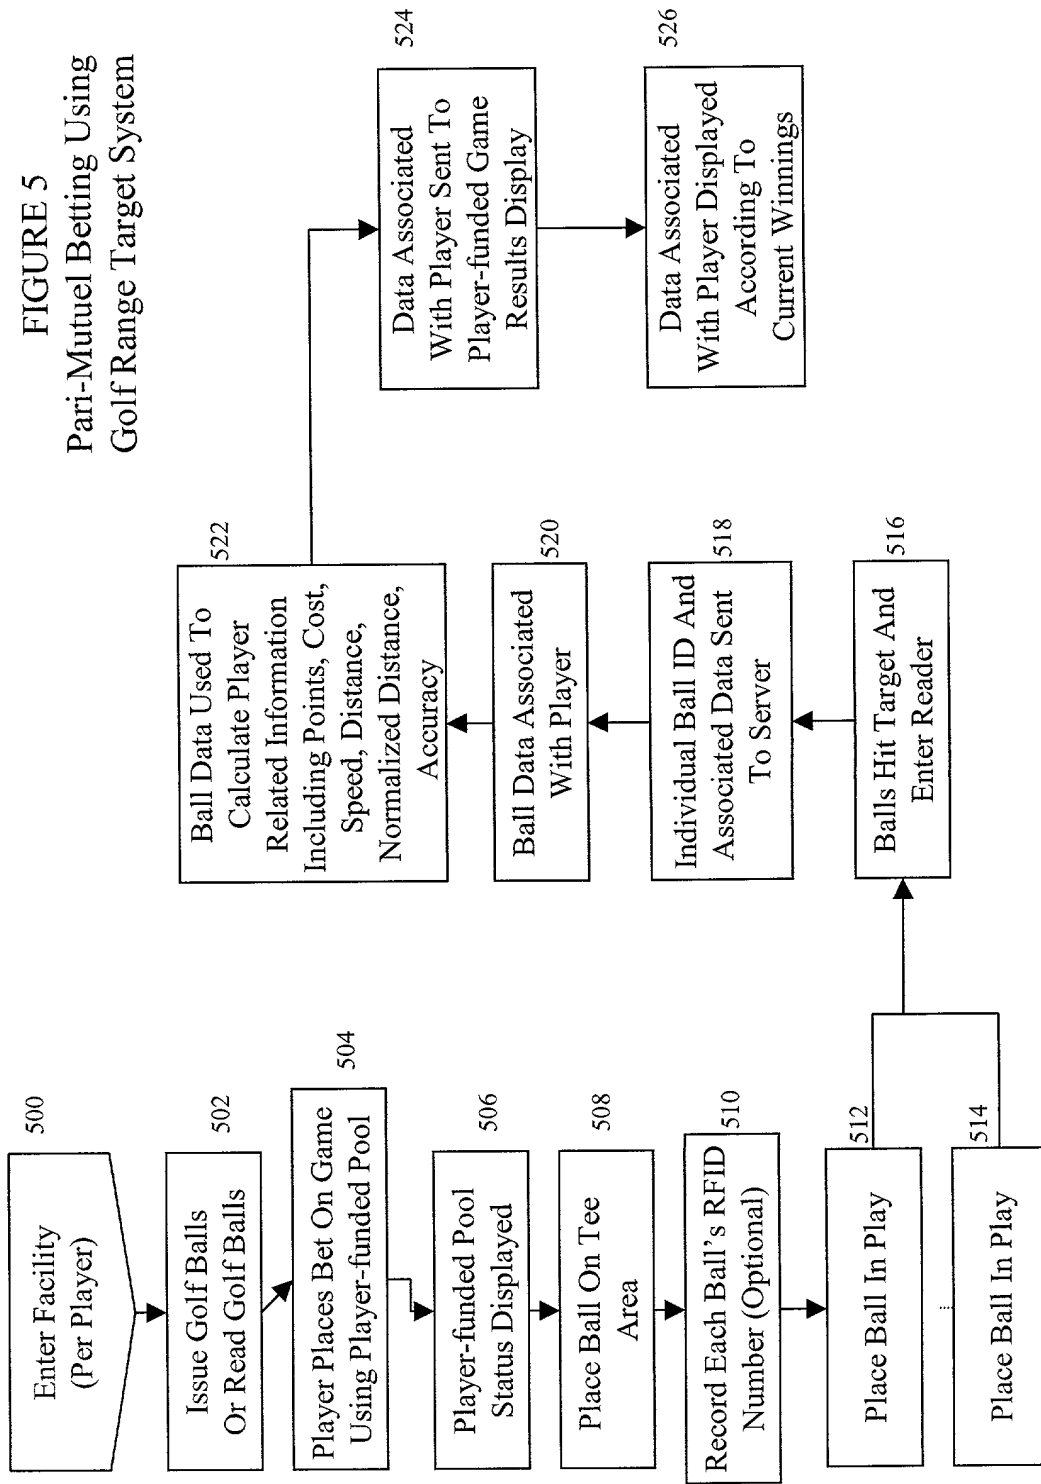 FIGURE 5
Pari-Mutuel Betting Using
Golf Range Target System
500
Enter Facility
(Per Player)
502
Issue Golf Balls
Or Read Golf Balls
504
Player Places Bet On Game
Using Player-funded Pool
506
Player-funded Pool
Status Displayed
508
Place Ball On Tee
Area
510
Record Each Ball's RFID
Number (Optional)
512
Place Ball In Play
514
Place Ball In Play
516
Balls Hit Target And
Enter Reader
518
Individual Ball ID And
Associated Data Sent
To Server
520
Ball Data Associated
With Player
522
Ball Data Used To
Calculate Player
Related Information
Including Points, Cost,
Speed, Distance,
Normalized Distance,
Accuracy
524
Data Associated
With Player Sent To
Player-funded Game
Results Display
526
Data Associated
With Player Displayed
According To
Current Winnings